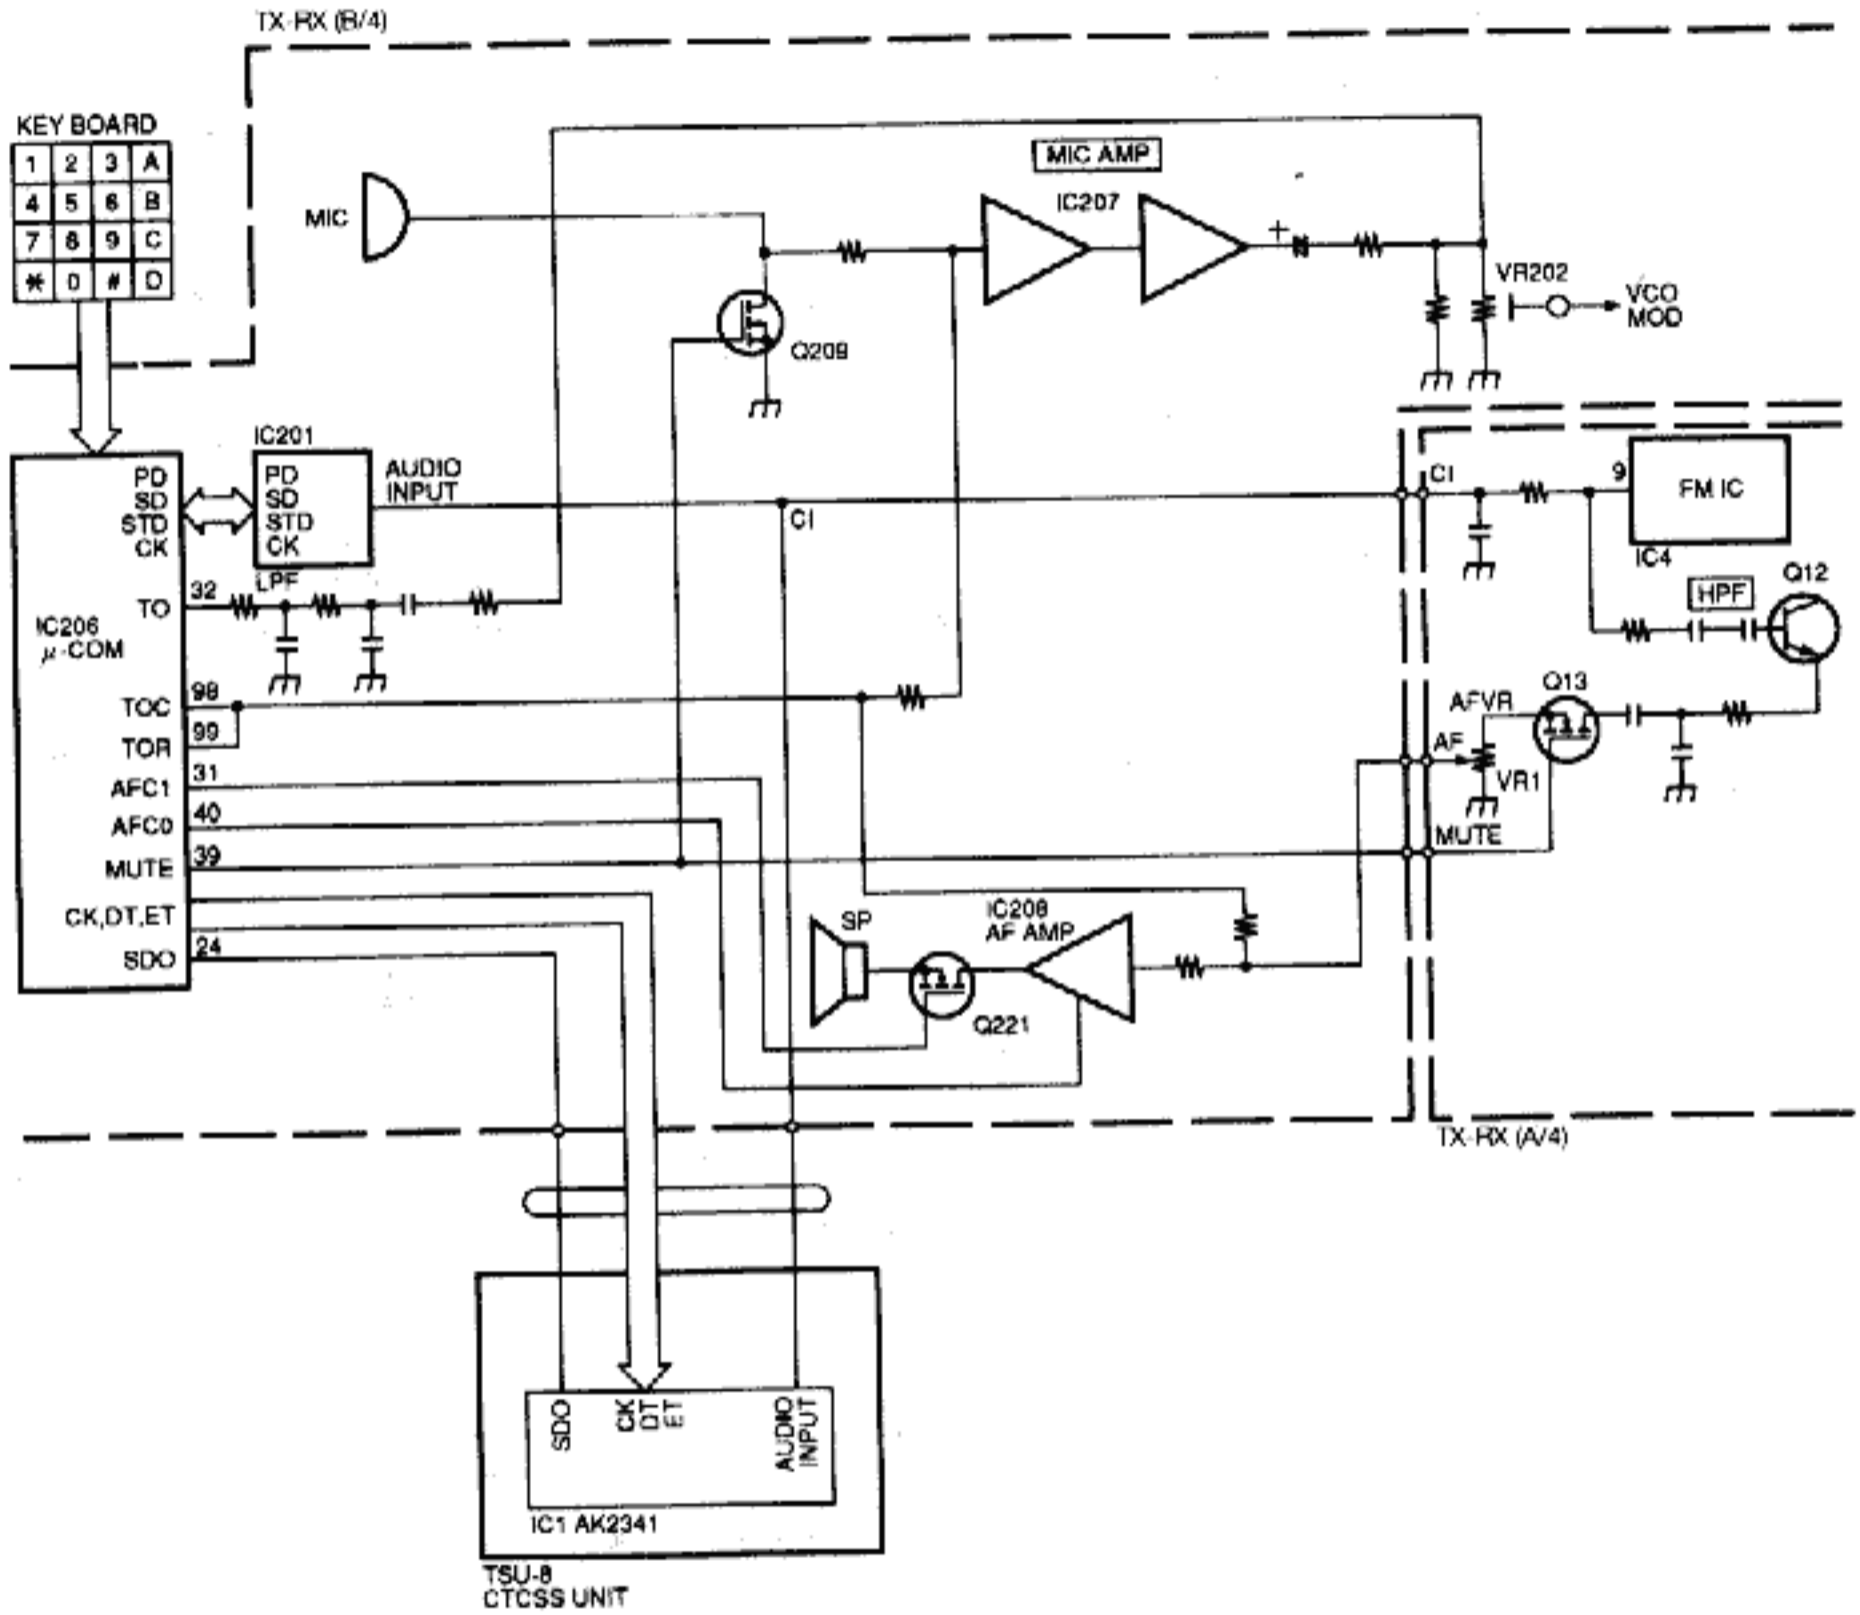 TX-RX (B/4)
KEY BOARD
1 2 3 A
4 5 6 B
7 8 9 C
* 0 # D
MIC
MIC AMP
IC207
+
Q209
VR202
VCO
MOD
IC201
PD
SD
STD
CK
PD
SD
STD
CK
AUDIO
INPUT
CI
CI
9
FM IC
IC4
LPF
TO
32
IC206
μ-COM
HPF
Q12
TOC
98
TOR
99
AFC1
31
AFC0
40
MUTE
39
CK,DT,ET
SDO
24
Q13
AFVR
AF
VR1
MUTE
SP
IC208
AF AMP
Q221
TX-RX (A/4)
SDO
CK
DT
ET
AUDIO
INPUT
IC1 AK2341
TSU-8
CTCSS UNIT